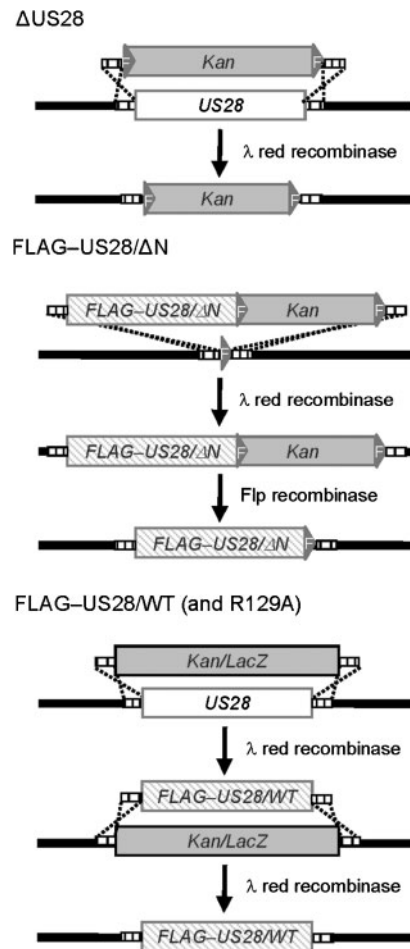 ΔUS28
F Kan F
US28
λ red recombinase
F Kan F
FLAG–US28/ΔN
FLAG–US28/ΔN F Kan F
F
λ red recombinase
FLAG–US28/ΔN F Kan F
Flp recombinase
FLAG–US28/ΔN F
FLAG–US28/WT (and R129A)
Kan/LacZ
US28
λ red recombinase
FLAG–US28/WT
Kan/LacZ
λ red recombinase
FLAG–US28/WT